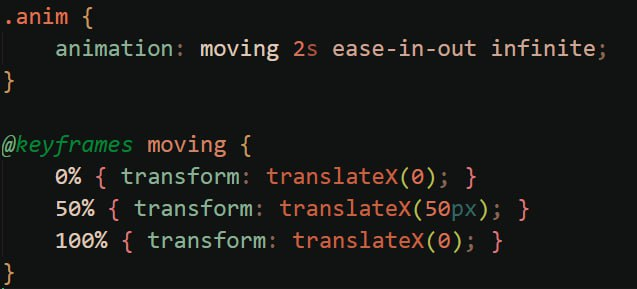 .anim {
    animation: moving 2s ease-in-out infinite;
}

@keyframes moving {
    0% { transform: translateX(0); }
    50% { transform: translateX(50px); }
    100% { transform: translateX(0); }
}